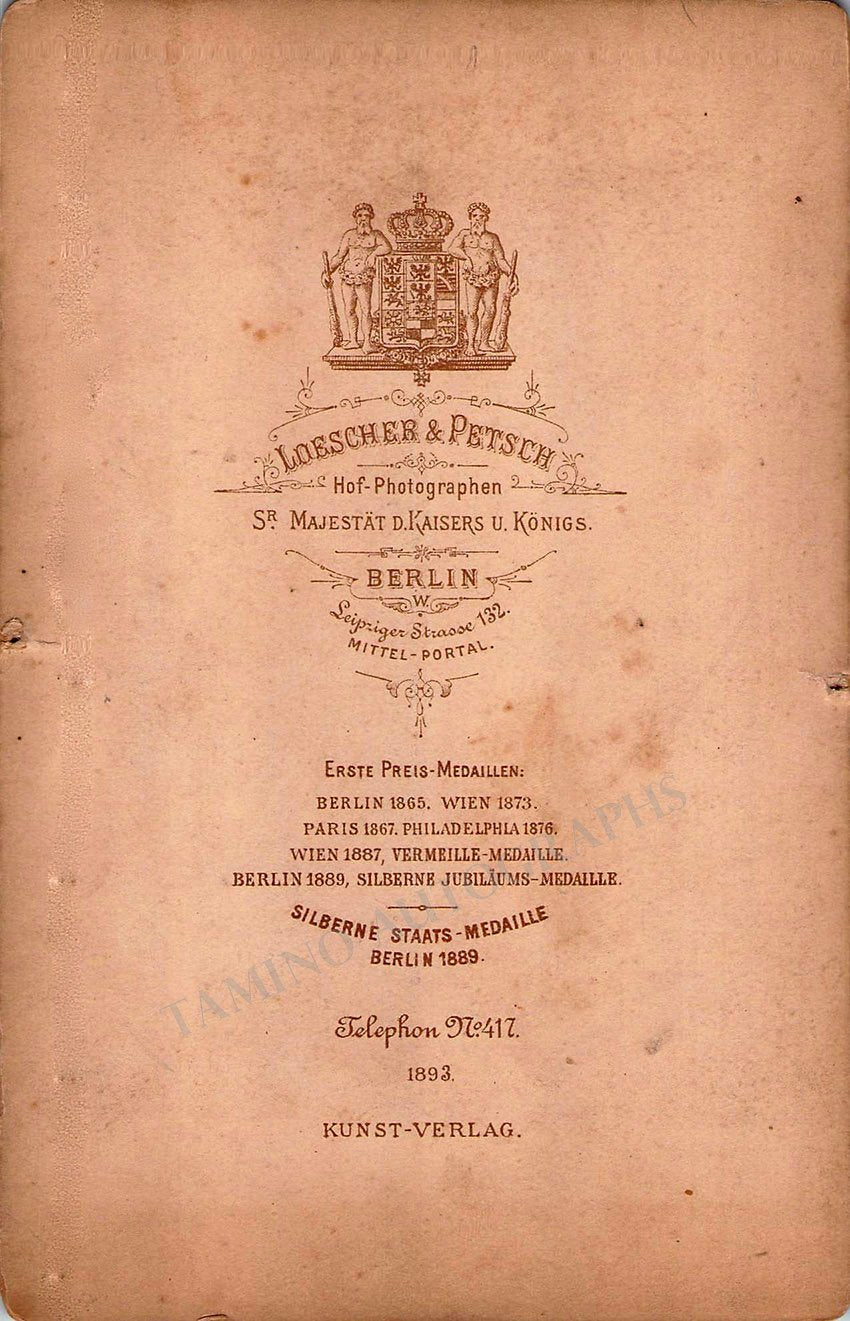 LOESCHER & PETSCH
Hof-Photographen
SR. MAJESTÄT D. KAISERS U. KÖNIGS.
BERLIN
W.
Leipziger Strasse 132.
MITTEL-PORTAL.
ERSTE PREIS-MEDAILLEN:
BERLIN 1865. WIEN 1873.
PARIS 1867. PHILADELPHIA 1876.
WIEN 1887, VERMEILLE-MEDAILLE.
BERLIN 1889, SILBERNE JUBILÄUMS-MEDAILLE.
SILBERNE STAATS-MEDAILLE
BERLIN 1889.
Telephon No. 417.
1893.
KUNST-VERLAG.
TAMINO AUTOGRAPHS